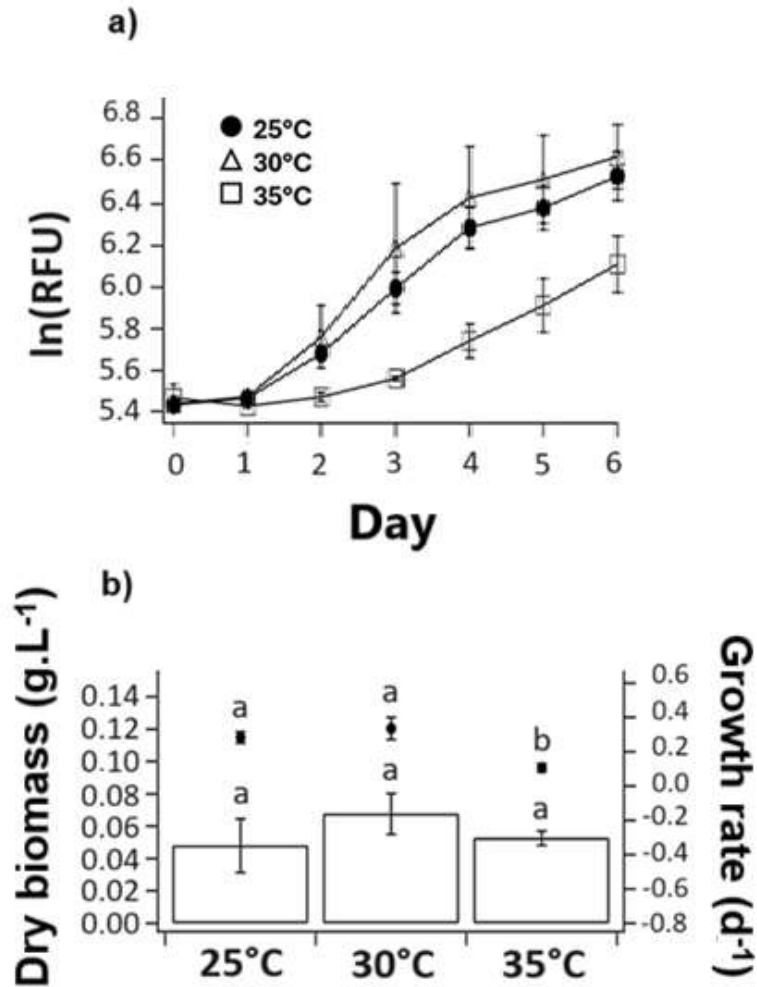 a)
6.8
6.6
6.4
6.2
6.0
5.8
5.6
5.4
ln(RFU)
25°C
30°C
35°C
0 1 2 3 4 5 6
Day
b)
Dry biomass (g.L-1)
0.14
0.12
0.10
0.08
0.06
0.04
0.02
0.00
a a b
a a a
0.6
0.4
0.2
0.0
-0.2
-0.4
-0.6
-0.8
Growth rate (d-1)
25°C 30°C 35°C